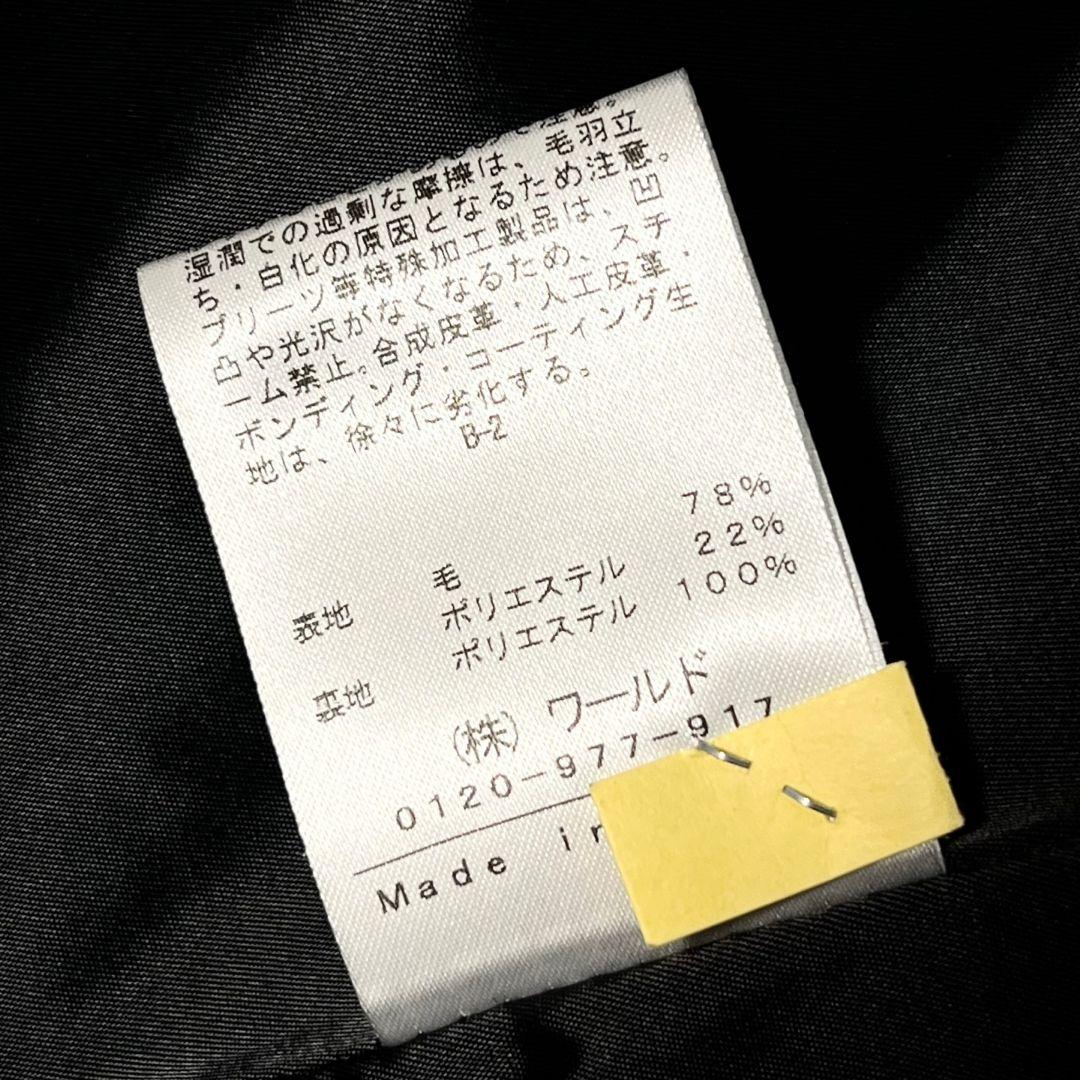 で注意。
湿潤での過剰な摩擦は、毛羽立
ち・白化の原因となるため注意。
プリーツ等特殊加工製品は、凹
凸や光沢がなくなるため、スチ
ーム禁止。合成皮革・人工皮革・
ボンディング・コーティング生
地は、徐々に劣化する。
B-2
表地 毛 78%
ポリエステル 22%
裏地 ポリエステル 100%
(株) ワールド
0120-977-917
Made in